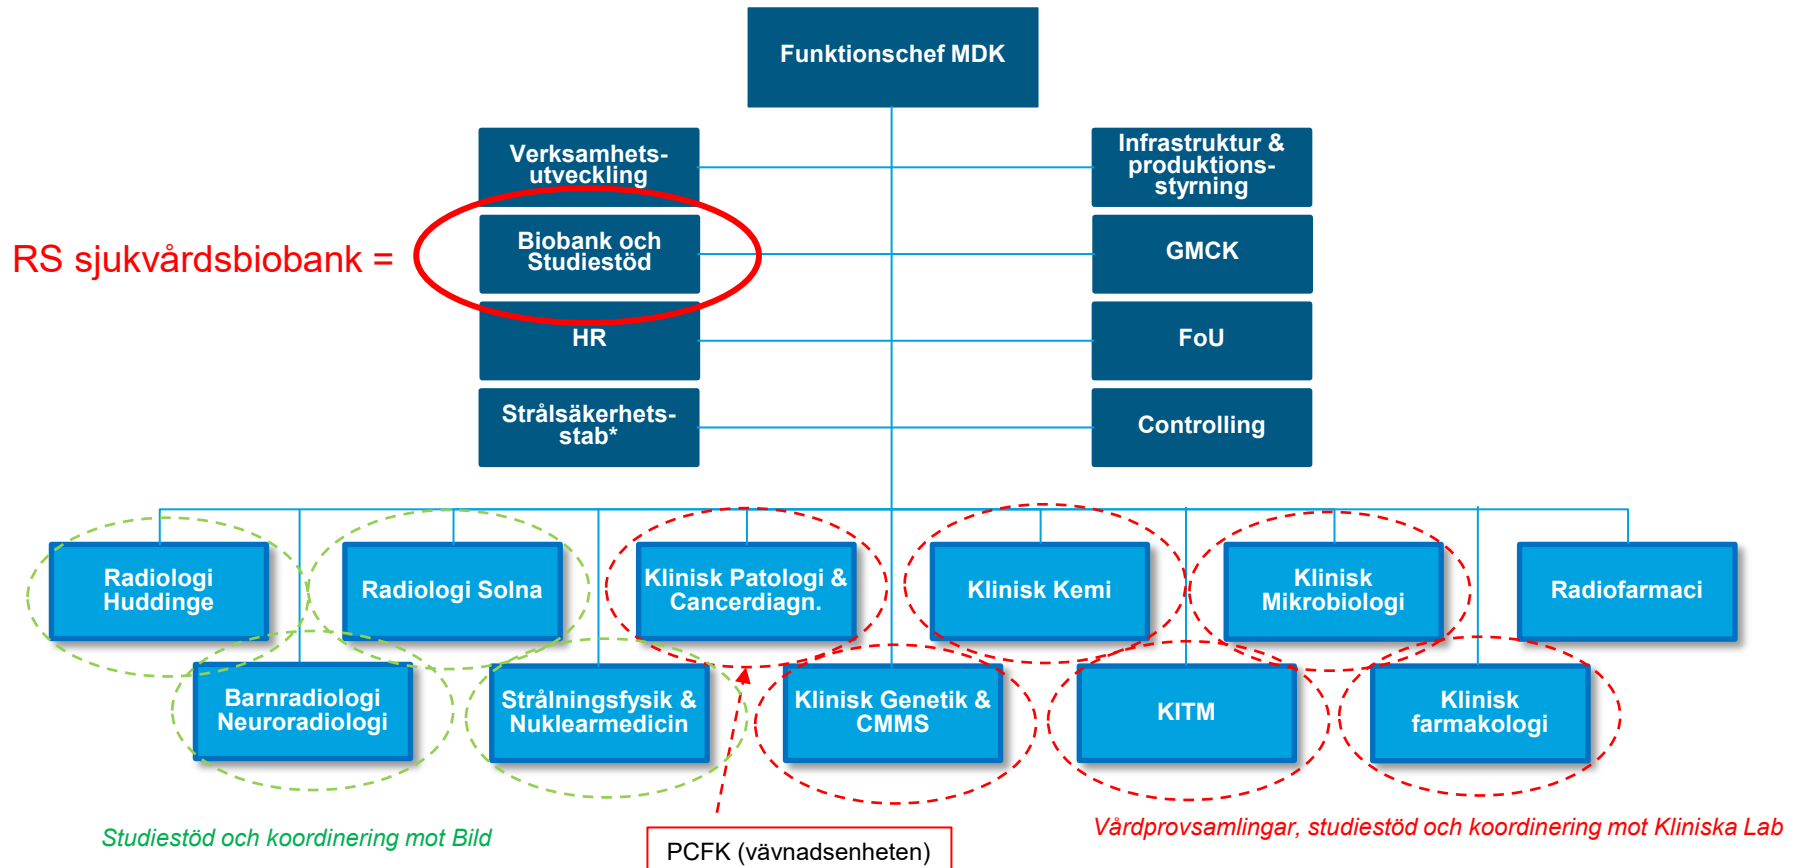 Funktionschef MDK
Verksamhets-
utveckling
Infrastruktur &
produktions-
styrning
RS sjukvårdsbiobank =
Biobank och
Studiestöd
GMCK
HR
FoU
Strålsäkerhets-
stab*
Controlling
Radiologi
Huddinge
Radiologi Solna
Klinisk Patologi &
Cancerdiagn.
Klinisk Kemi
Klinisk
Mikrobiologi
Radiofarmaci
Barnradiologi
Neuroradiologi
Strålningsfysik &
Nuklearmedicin
Klinisk Genetik &
CMMS
KITM
Klinisk
farmakologi
Studiestöd och koordinering mot Bild
PCFK (vävnadsenheten)
Vårdprovsamlingar, studiestöd och koordinering mot Kliniska Lab